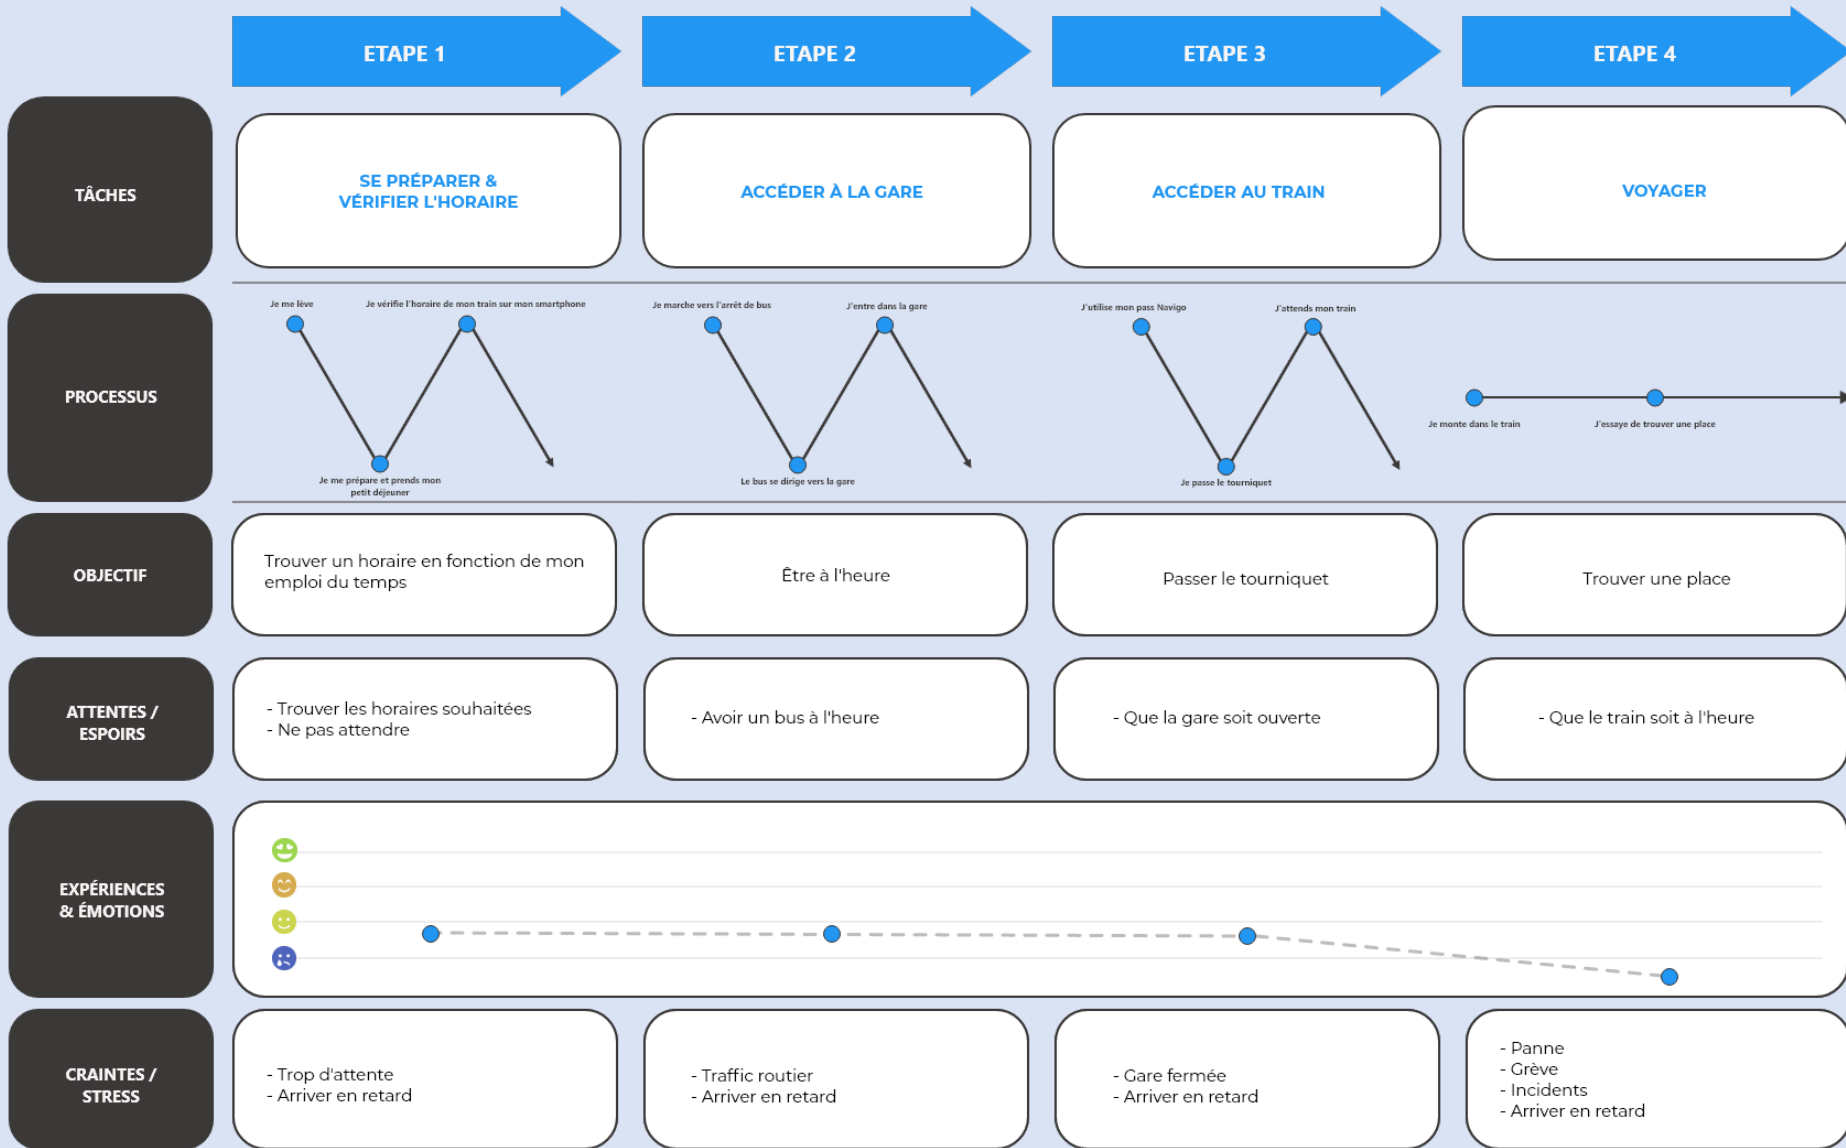 ETAPE 1
ETAPE 2
ETAPE 3
ETAPE 4
TÂCHES
SE PRÉPARER &
VÉRIFIER L'HORAIRE
ACCÉDER À LA GARE
ACCÉDER AU TRAIN
VOYAGER
PROCESSUS
Je me lève
Je vérifie l'horaire de mon train sur mon smartphone
Je me prépare et prends mon
petit déjeuner
Je marche vers l'arrêt de bus
J'entre dans la gare
Le bus se dirige vers la gare
J'utilise mon pass Navigo
J'attends mon train
Je passe le tourniquet
Je monte dans le train
J'essaye de trouver une place
OBJECTIF
Trouver un horaire en fonction de mon
emploi du temps
Être à l'heure
Passer le tourniquet
Trouver une place
ATTENTES /
ESPOIRS
- Trouver les horaires souhaitées
- Ne pas attendre
- Avoir un bus à l'heure
- Que la gare soit ouverte
- Que le train soit à l'heure
EXPÉRIENCES
& ÉMOTIONS
CRAINTES /
STRESS
- Trop d'attente
- Arriver en retard
- Traffic routier
- Arriver en retard
- Gare fermée
- Arriver en retard
- Panne
- Grève
- Incidents
- Arriver en retard